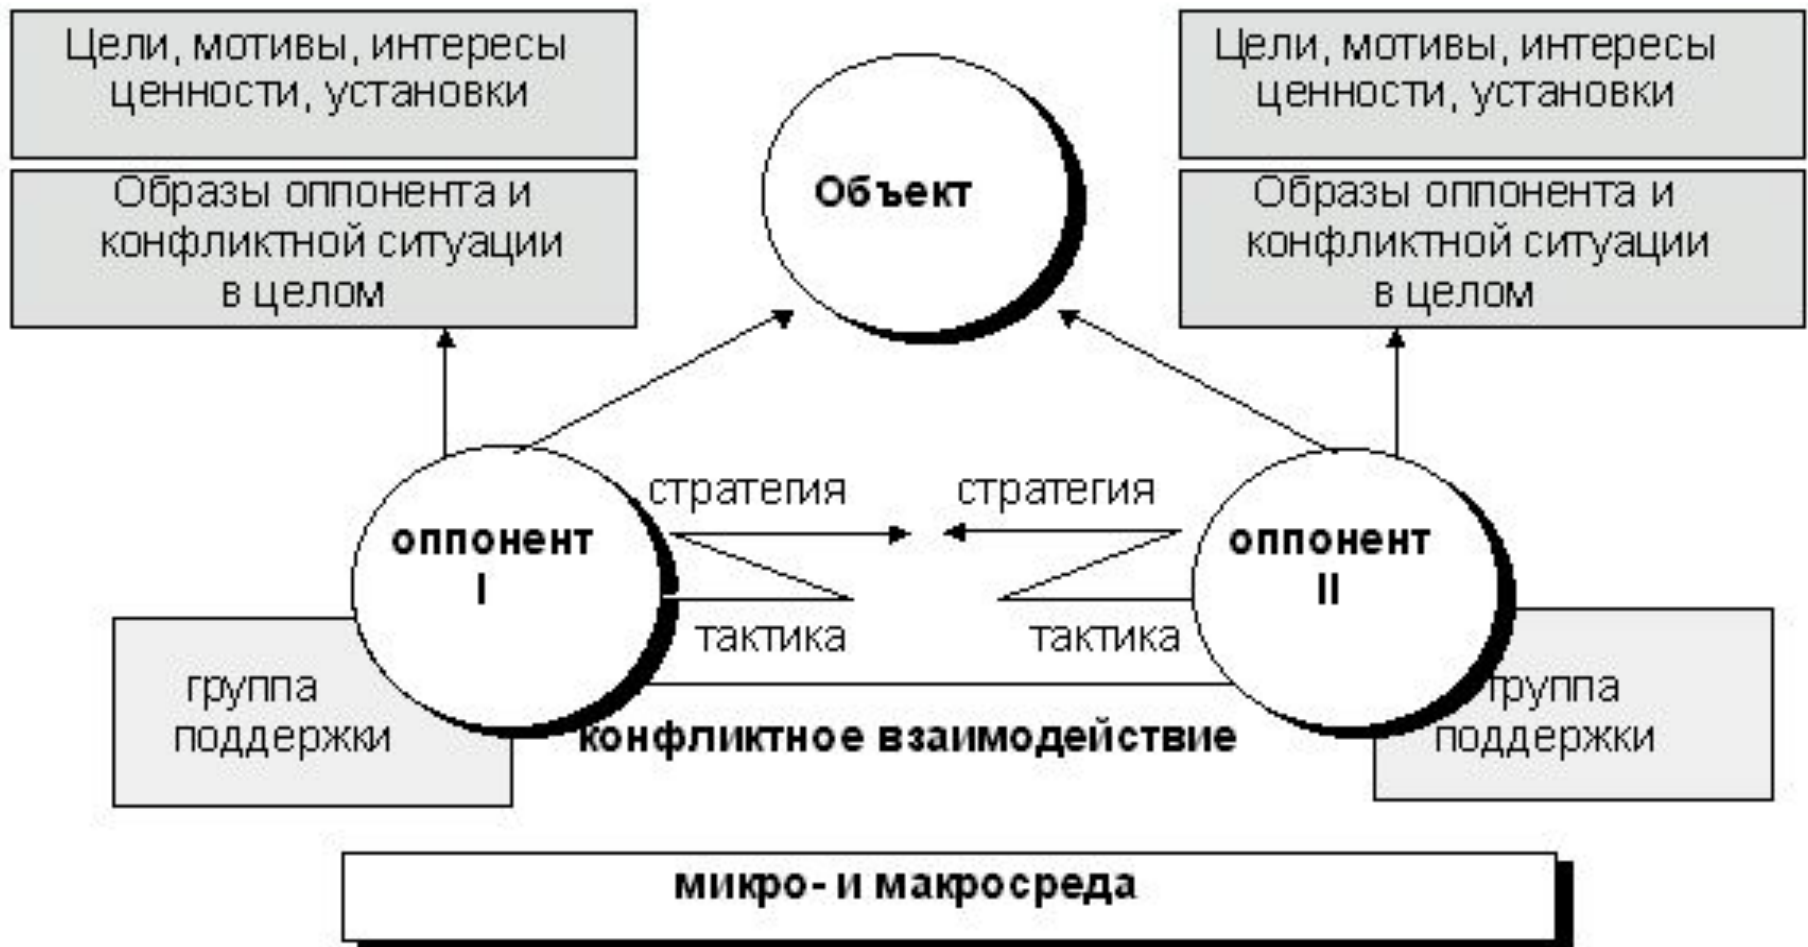 Цели, мотивы, интересы
ценности, установки
Образы оппонента и
конфликтной ситуации
в целом
Объект
Цели, мотивы, интересы
ценности, установки
Образы оппонента и
конфликтной ситуации
в целом
оппонент
I
стратегия
стратегия
тактика
тактика
оппонент
II
группа
поддержки
конфликтное взаимодействие
группа
поддержки
микро- и макросреда